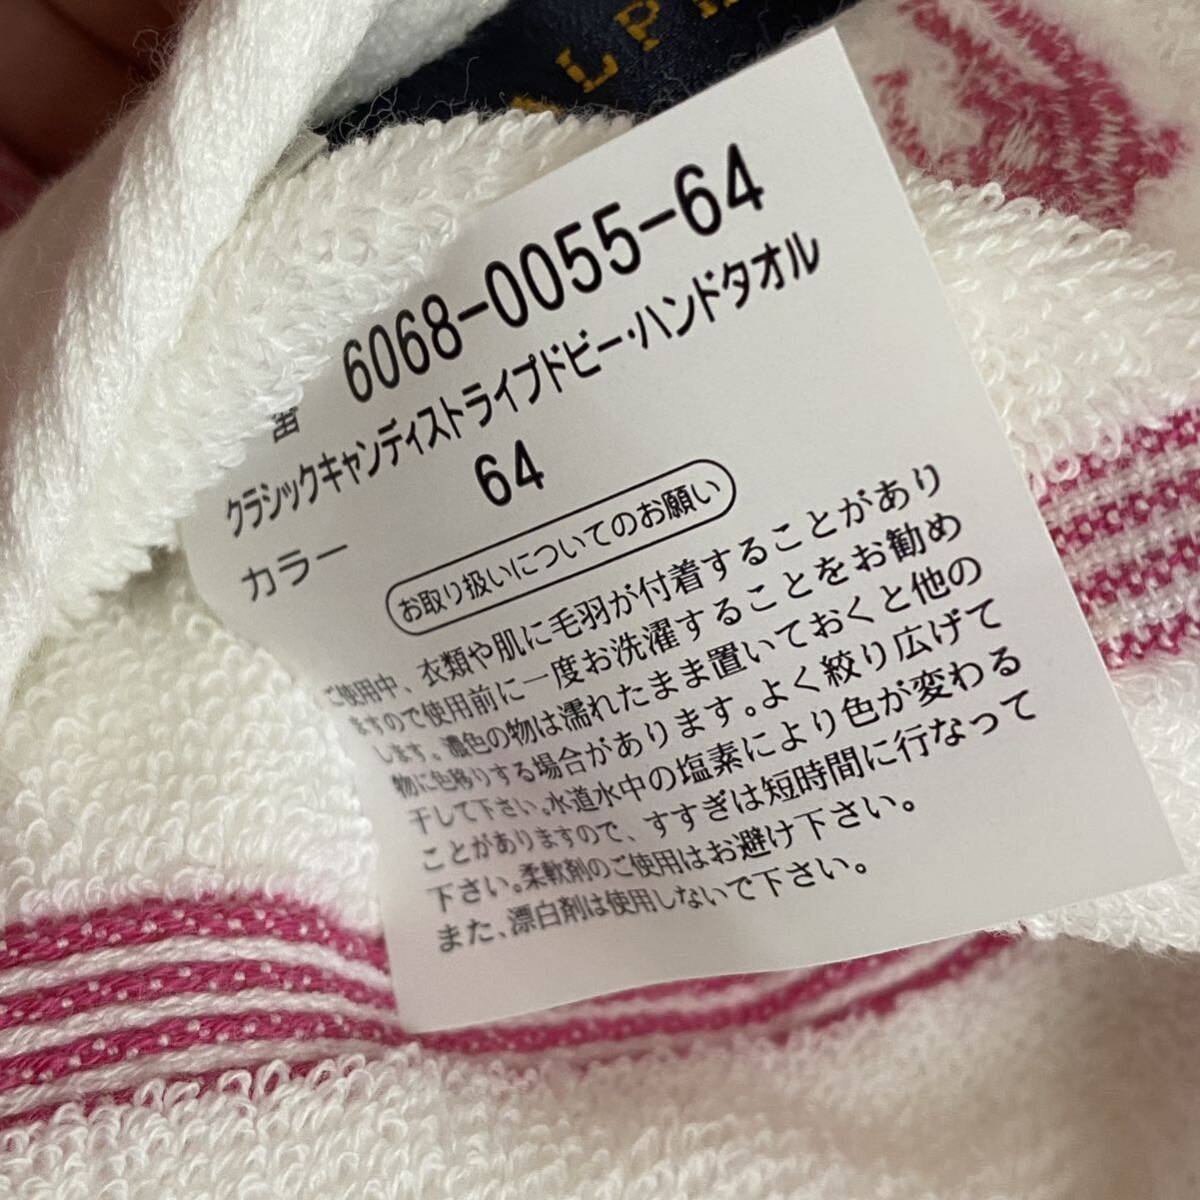 LP
番 6068-0055-64
クラシックキャンディストライプドビー・ハンドタオル
カラー 64
お取り扱いについてのお願い
ご使用中、衣類や肌に毛羽が付着することがあり
ますので使用前に一度お洗濯することをお勧め
します。濃色の物は濡れたまま置いておくと他の
物に色移りする場合があります。よく絞り広げて
干して下さい。水道水中の塩素により色が変わる
ことがありますので、すすぎは短時間に行なって
下さい。柔軟剤のご使用はお避け下さい。
また、漂白剤は使用しないで下さい。